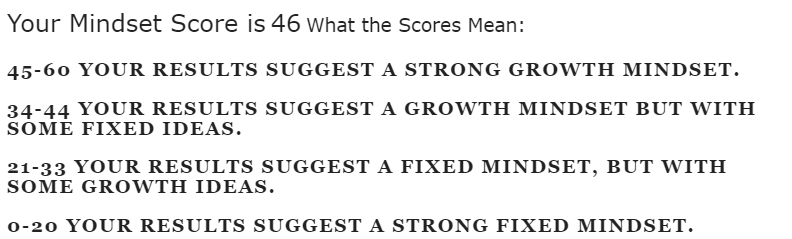 Your Mindset Score is 46 What the Scores Mean:
45-60 YOUR RESULTS SUGGEST A STRONG GROWTH MINDSET.
34-44 YOUR RESULTS SUGGEST A GROWTH MINDSET BUT WITH
SOME FIXED IDEAS.
21-33 YOUR RESULTS SUGGEST A FIXED MINDSET, BUT WITH
SOME GROWTH IDEAS.
0-20 YOUR RESULTS SUGGEST A STRONG FIXED MINDSET.